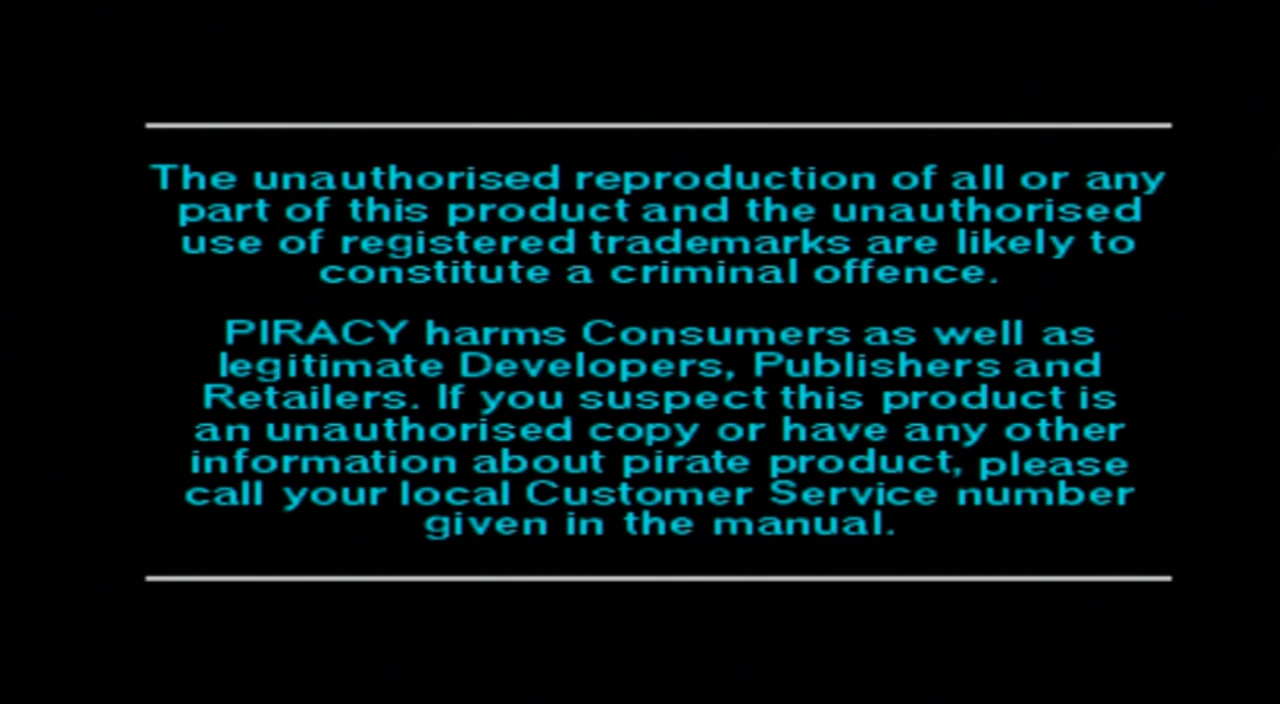 The unauthorised reproduction of all or any
part of this product and the unauthorised
use of registered trademarks are likely to
constitute a criminal offence.
PIRACY harms Consumers as well as
legitimate Developers, Publishers and
Retailers. If you suspect this product is
an unauthorised copy or have any other
information about pirate product, please
call your local Customer Service number
given in the manual.